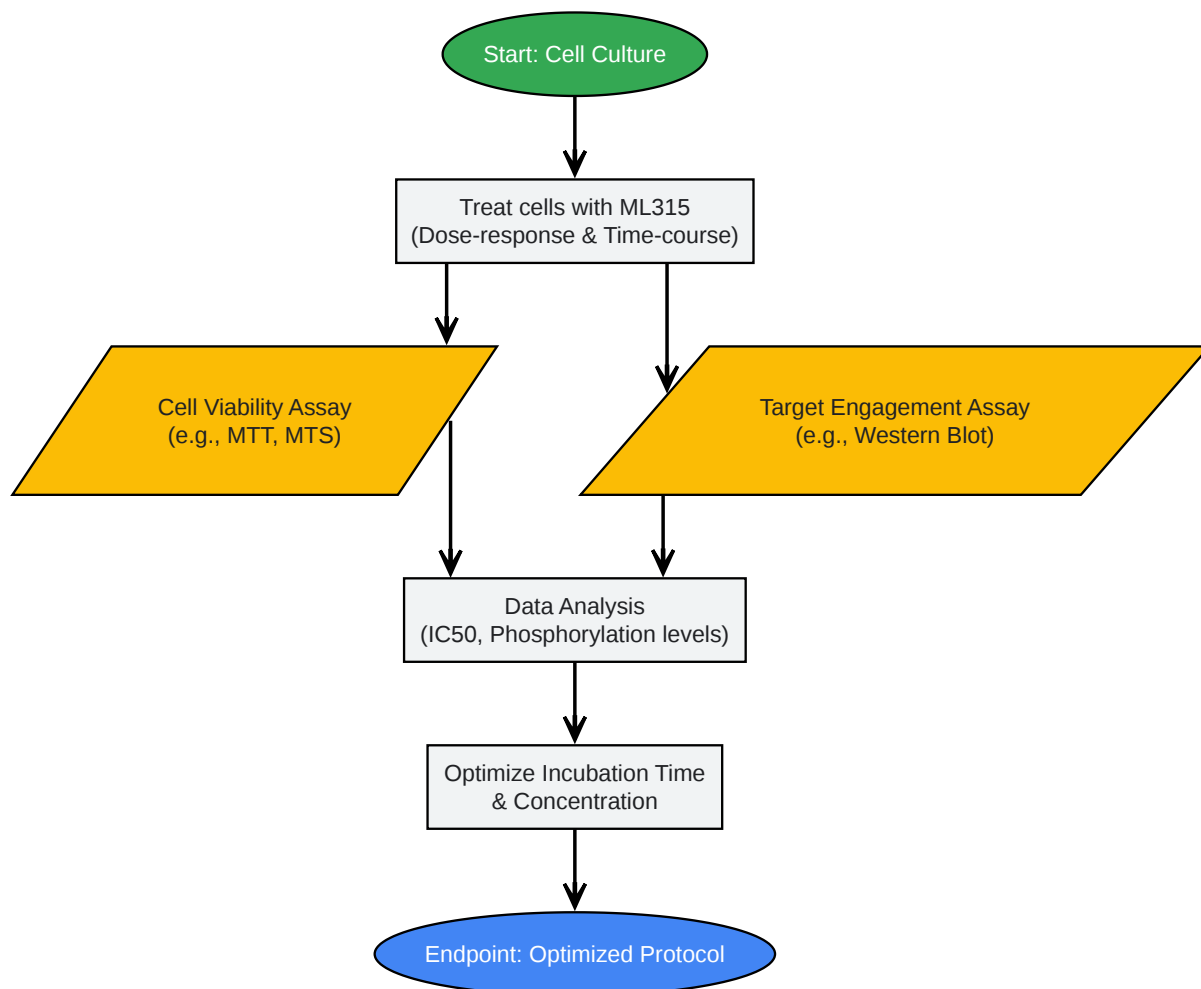 Start: Cell Culture
Treat cells with ML315
(Dose-response & Time-course)
Cell Viability Assay
(e.g., MTT, MTS)
Target Engagement Assay
(e.g., Western Blot)
Data Analysis
(IC50, Phosphorylation levels)
Optimize Incubation Time
& Concentration
Endpoint: Optimized Protocol